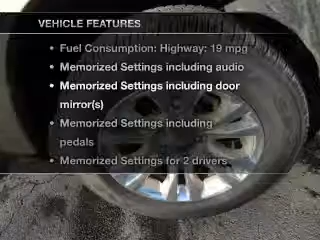 VEHICLE FEATURES
• Fuel Consumption: Highway: 19 mpg
• Memorized Settings including audio
• Memorized Settings including door
mirror(s)
• Memorized Settings including
pedals
• Memorized Settings for 2 drivers